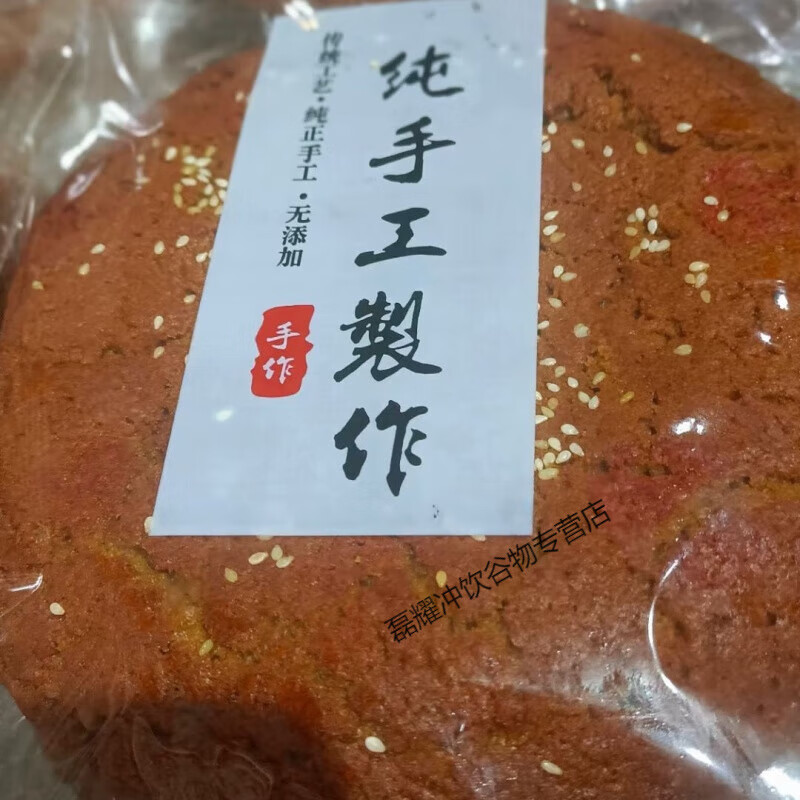 纯手工製作
传统工艺·纯正手工·无添加
手作
磊耀冲饮谷物专营店